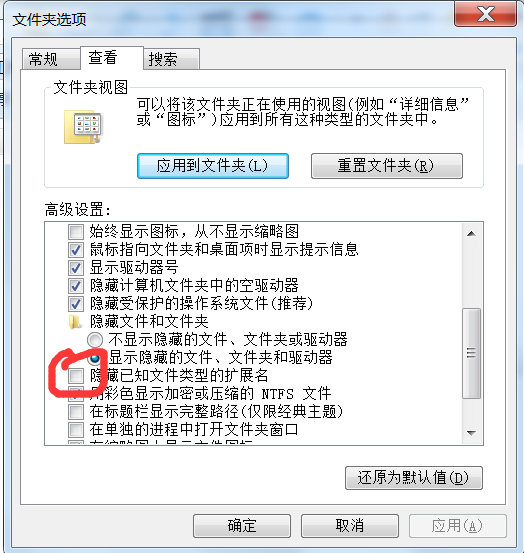 文件夹选项
常规
查看
搜索
文件夹视图
可以将该文件夹正在使用的视图(例如“详细信息”
或“图标”)应用到所有这种类型的文件夹中。
应用到文件夹(L)
重置文件夹(R)
高级设置:
始终显示图标，从不显示缩略图
鼠标指向文件夹和桌面项时显示提示信息
显示驱动器号
隐藏计算机文件夹中的空驱动器
隐藏受保护的操作系统文件(推荐)
隐藏文件和文件夹
不显示隐藏的文件、文件夹或驱动器
显示隐藏的文件、文件夹和驱动器
隐藏已知文件类型的扩展名
用彩色显示加密或压缩的 NTFS 文件
在标题栏显示完整路径(仅限经典主题)
在单独的进程中打开文件夹窗口
在缩略图上显示文件图标
还原为默认值(D)
确定
取消
应用(A)